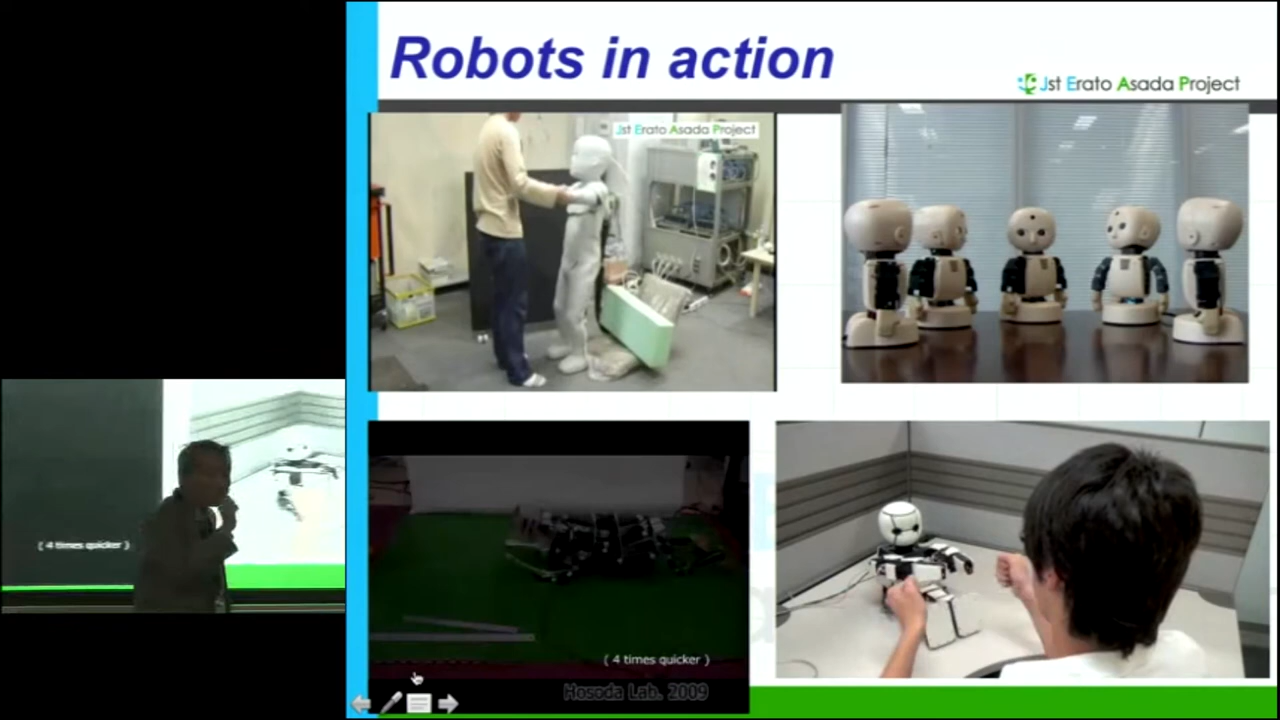 Robots in action
Jst Erato Asada Project
Jst Erato Asada Project
( 4 times quicker )
( 4 times quicker )
Hosoda Lab. 2009